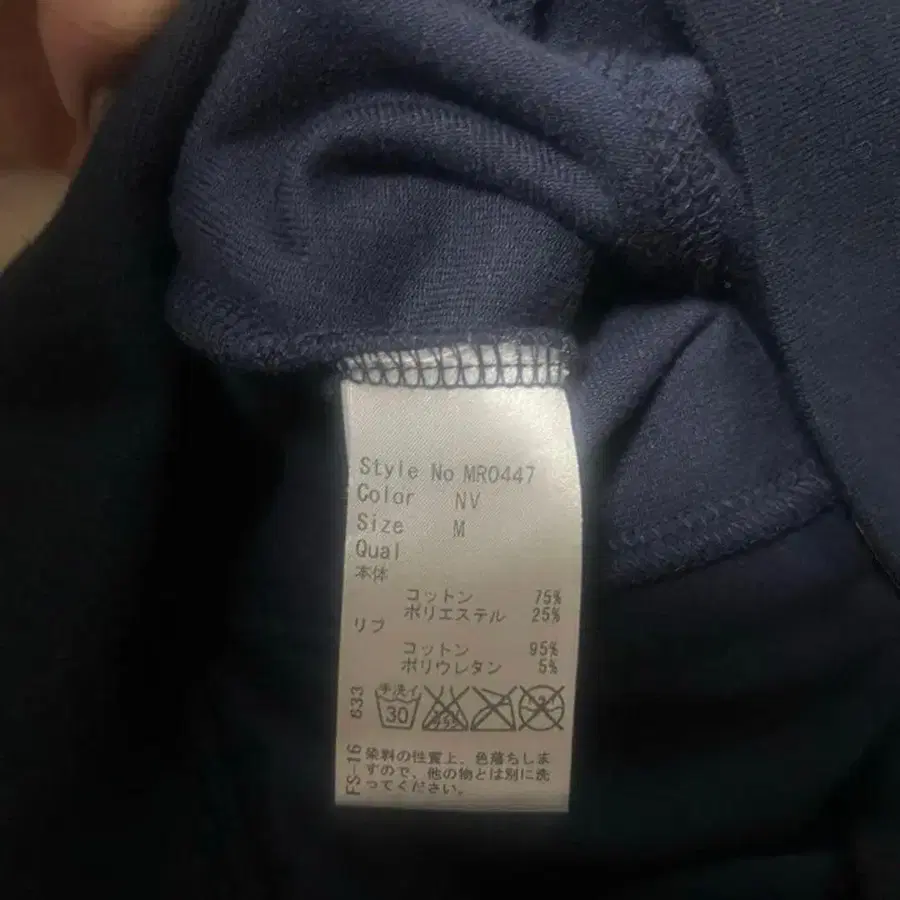 Style No MR0447
Color NV
Size M
Qual
本体
コットン 75%
ポリエステル 25%
リブ
コットン 95%
ポリウレタン 5%
手洗イ
30
FS-16 633
染料の性質上、色落ちしま
すので、他の物とは別に洗
ってください。